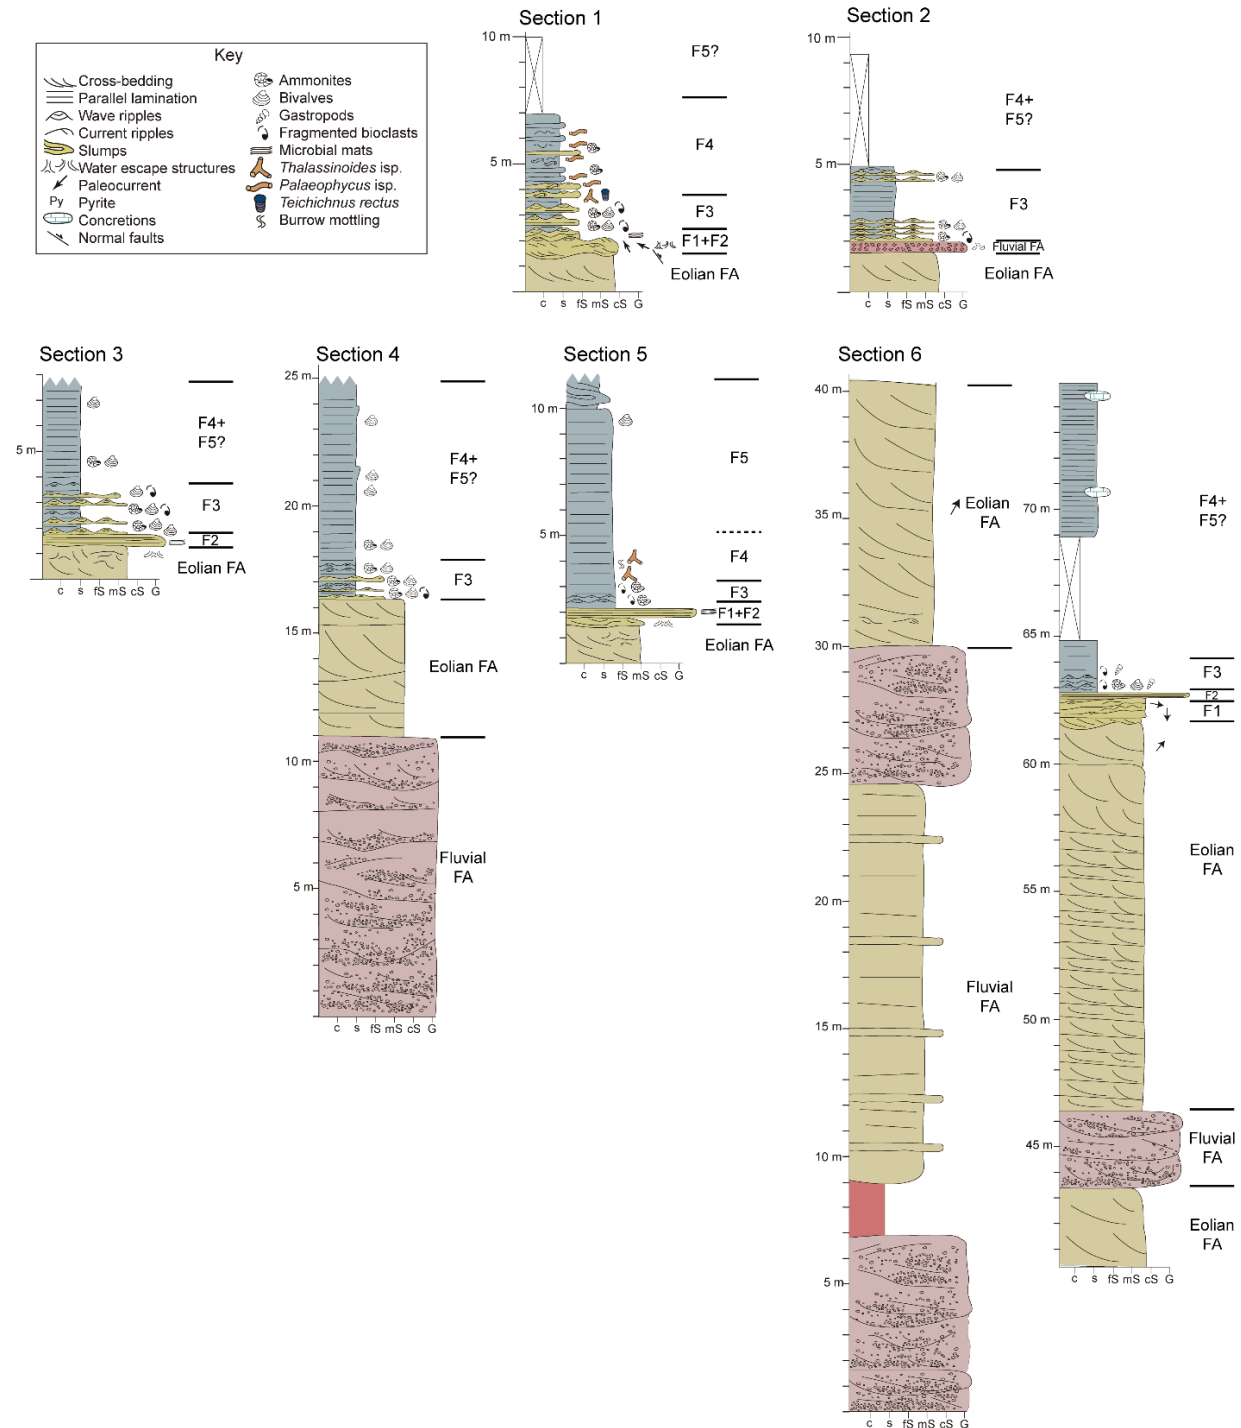 Section 1
Section 2
Key
Cross-bedding
Parallel lamination
Wave ripples
Current ripples
Slumps
Water escape structures
Paleocurrent
Py Pyrite
Concretions
Normal faults
Ammonites
Bivalves
Gastropods
Fragmented bioclasts
Microbial mats
Thalassinoides isp.
Palaeophycus isp.
Teichichnus rectus
Burrow mottling
10 m
5 m
F5?
F4
F3
F1+F2
Eolian FA
c s fS mS cS G
10 m
5 m
F4+
F5?
F3
Fluvial FA
Eolian FA
c s fS mS cS G
Section 3
5 m
F4+
F5?
F3
F2
Eolian FA
c s fS mS cS G
Section 4
25 m
20 m
15 m
10 m
5 m
F4+
F5?
F3
Eolian FA
Fluvial
FA
c s fS mS cS G
Section 5
10 m
5 m
F5
F4
F3
F1+F2
Eolian FA
c s fS mS cS G
Section 6
40 m
35 m
30 m
25 m
20 m
15 m
10 m
5 m
Eolian
FA
Fluvial
FA
c s fS mS cS G
70 m
65 m
60 m
55 m
50 m
45 m
F4+
F5?
F3
F2
F1
Eolian
FA
Fluvial
FA
Eolian
FA
c s fS mS cS G